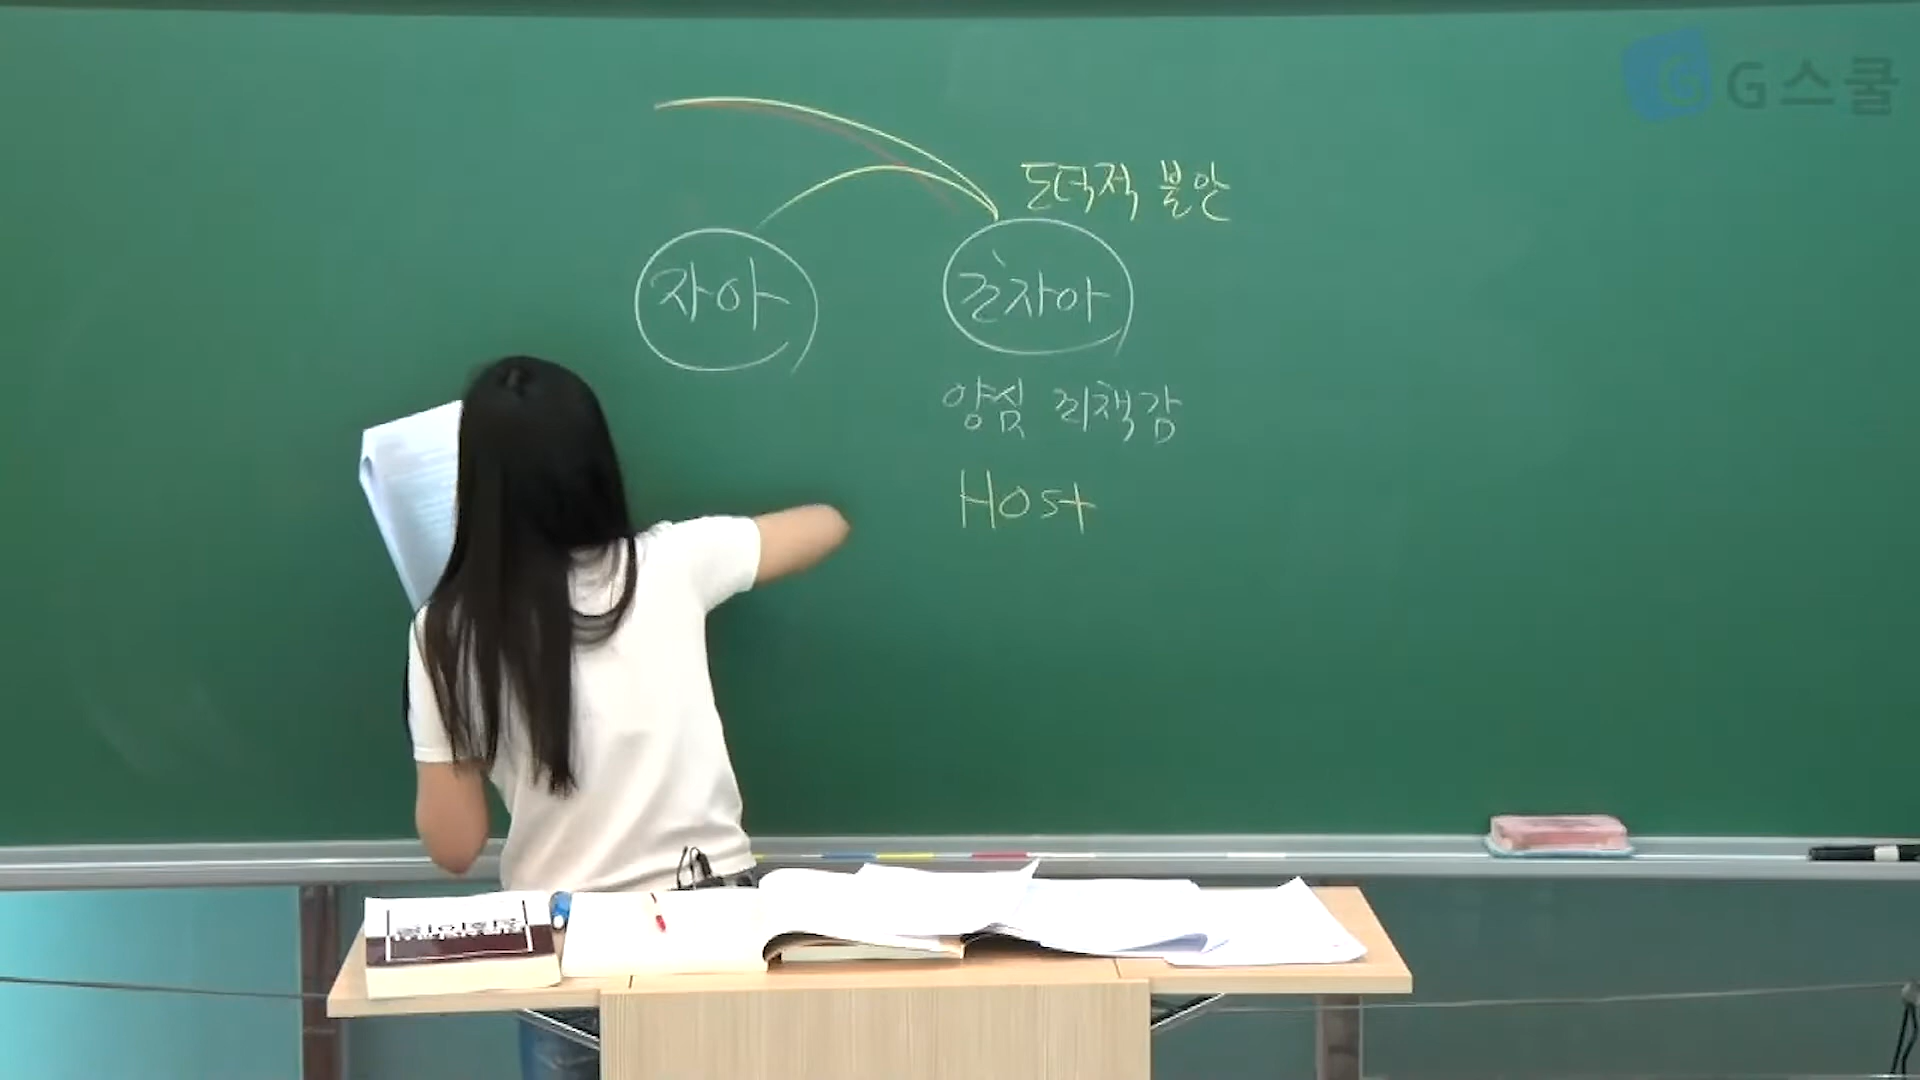 G스쿨
도덕적 불안
자아 초자아
양심 죄책감
Host